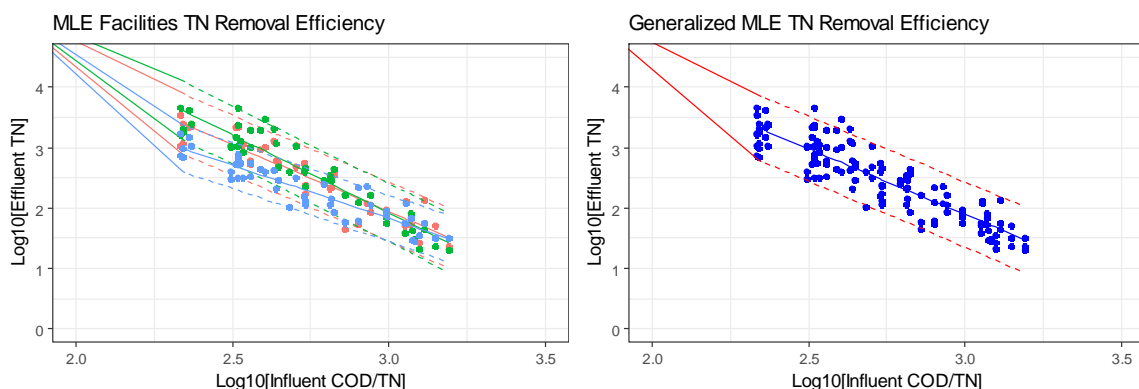 MLE Facilities TN Removal Efficiency
Log10[Effluent TN]
4
3
2
1
0
2.0 2.5 3.0 3.5
Log10[Influent COD/TN]
Generalized MLE TN Removal Efficiency
Log10[Effluent TN]
4
3
2
1
0
2.0 2.5 3.0 3.5
Log10[Influent COD/TN]